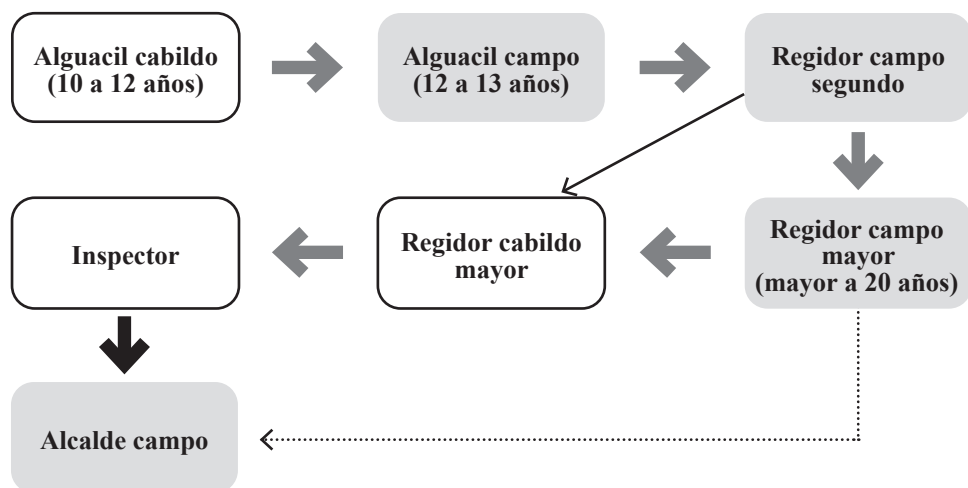 Alguacil cabildo
(10 a 12 años)
Alguacil campo
(12 a 13 años)
Regidor campo
segundo
Inspector
Regidor cabildo
mayor
Regidor campo
mayor
(mayor a 20 años)
Alcalde campo